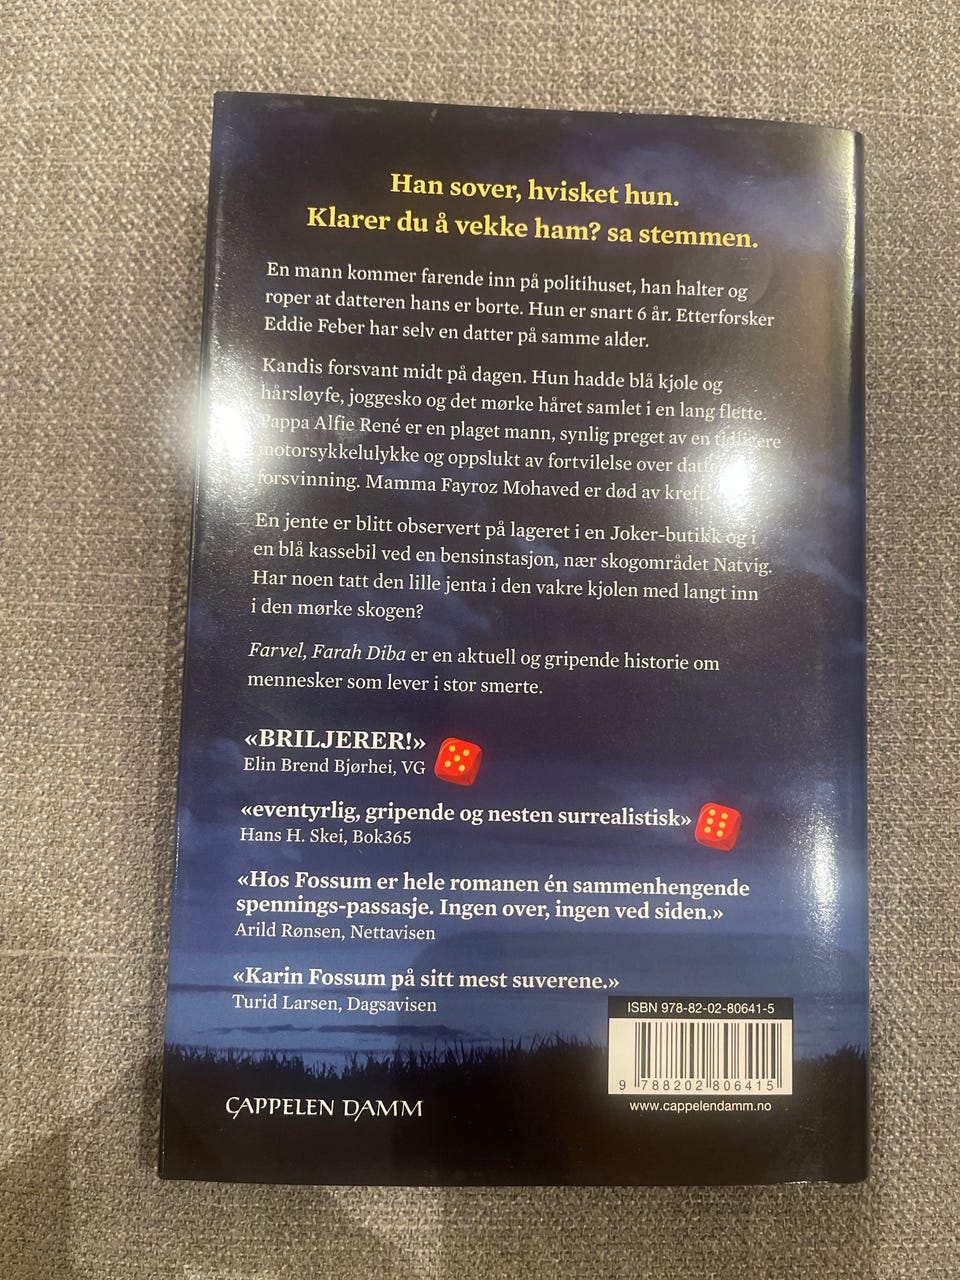 Han sover, hvisket hun.
Klarer du å vekke ham? sa stemmen.
En mann kommer farende inn på politihuset, han halter og
roper at datteren hans er borte. Hun er snart 6 år. Etterforsker
Eddie Feber har selv en datter på samme alder.
Kandis forsvant midt på dagen. Hun hadde blå kjole og
hårsløyfe, joggesko og det mørke håret samlet i en lang flette.
Pappa Alfie René er en plaget mann, synlig preget av en tidligere
motorsykkelulykke og oppslukt av fortvilelse over
forsvinning. Mamma Fayroz Mohaved er død av kreft.
En jente er blitt observert på lageret i en Joker-butikk og i
en blå kassebil ved en bensinstasjon, nær skogområdet Natvig.
Har noen tatt den lille jenta i den vakre kjolen med langt inn
i den mørke skogen?
Farvel, Farah Diba er en aktuell og gripende historie om
mennesker som lever i stor smerte.
«BRILJERER!»
Elin Brend Bjørhei, VG
«eventyrlig, gripende og nesten surrealistisk»
Hans H. Skei, Bok365
«Hos Fossum er hele romanen én sammenhengende
spennings-passasje. Ingen over, ingen ved siden.»
Arild Rønsen, Nettavisen
«Karin Fossum på sitt mest suverene.»
Turid Larsen, Dagsavisen
ISBN 978-82-02-80641-5
9 788202 806415
www.cappelendamm.no
CAPPELEN DAMM